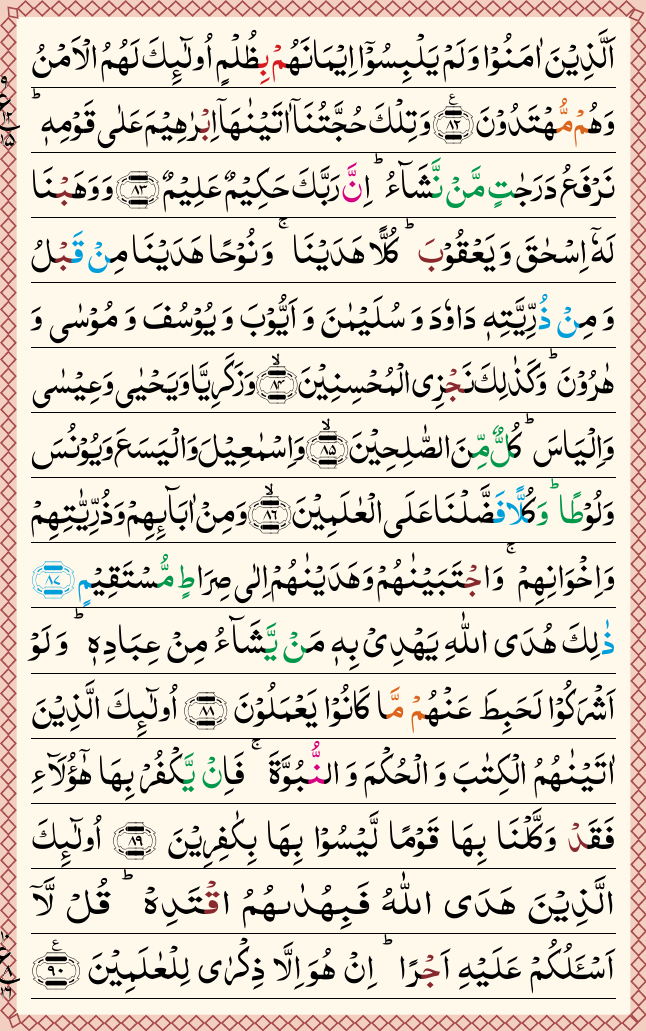 اَلَّذِيۡنَ اٰمَنُوۡا وَلَمۡ يَلۡبِسُوۡۤا اِيۡمَانَهُمۡ بِظُلۡمٍ اُولٰٓٮِٕكَ لَهُمُ الۡاَمۡنُ
وَهُمۡ مُّهۡتَدُوۡنَ ﴿۸۲﴾ وَتِلۡكَ حُجَّتُنَاۤ اٰتَيۡنٰهَاۤ اِبۡرٰهِيۡمَ عَلٰى قَوۡمِهٖ ؕ
نَرۡفَعُ دَرَجٰتٍ مَّنۡ نَّشَآءُ ؕ اِنَّ رَبَّكَ حَكِيۡمٌ عَلِيۡمٌ ﴿۸۳﴾ وَوَهَبۡنَا
لَهٗۤ اِسۡحٰقَ وَيَعۡقُوۡبَ ؕ كُلًّا هَدَيۡنَا ۚ وَنُوۡحًا هَدَيۡنَا مِنۡ قَبۡلُ
وَمِنۡ ذُرِّيَّتِهٖ دَاوٗدَ وَسُلَيۡمٰنَ وَاَيُّوۡبَ وَيُوۡسُفَ وَمُوۡسٰى وَ
هٰرُوۡنَ ؕ وَكَذٰلِكَ نَجۡزِى الۡمُحۡسِنِيۡنَ ۙ﴿۸۴﴾ وَزَكَرِيَّا وَيَحۡيٰى وَعِيۡسٰى
وَاِلۡيَاسَ ؕ كُلٌّ مِّنَ الصّٰلِحِيۡنَ ۙ﴿۸۵﴾ وَاِسۡمٰعِيۡلَ وَالۡيَسَعَ وَيُوۡنُسَ
وَلُوۡطًا ؕ وَكُلًّا فَضَّلۡنَا عَلَى الۡعٰلَمِيۡنَ ۙ﴿۸۶﴾ وَمِنۡ اٰبَآٮِٕهِمۡ وَذُرِّيّٰتِهِمۡ
وَاِخۡوَانِهِمۡ ۚ وَاجۡتَبَيۡنٰهُمۡ وَهَدَيۡنٰهُمۡ اِلٰى صِرَاطٍ مُّسۡتَقِيۡمٍ ﴿۸۷﴾
ذٰلِكَ هُدَى اللّٰهِ يَهۡدِىۡ بِهٖ مَنۡ يَّشَآءُ مِنۡ عِبَادِهٖ ؕ وَلَوۡ
اَشۡرَكُوۡا لَحَبِطَ عَنۡهُمۡ مَّا كَانُوۡا يَعۡمَلُوۡنَ ﴿۸۸﴾ اُولٰٓٮِٕكَ الَّذِيۡنَ
اٰتَيۡنٰهُمُ الۡكِتٰبَ وَالۡحُكۡمَ وَالنُّبُوَّةَ ۚ فَاِنۡ يَّكۡفُرۡ بِهَا هٰٓؤُلَآءِ
فَقَدۡ وَكَّلۡنَا بِهَا قَوۡمًا لَّيۡسُوۡا بِهَا بِكٰفِرِيۡنَ ﴿۸۹﴾ اُولٰٓٮِٕكَ
الَّذِيۡنَ هَدَى اللّٰهُ فَبِهُدٰٮهُمُ اقۡتَدِهۡ ؕ قُلۡ لَّاۤ
اَسۡـَٔلُكُمۡ عَلَيۡهِ اَجۡرًا ؕ اِنۡ هُوَ اِلَّا ذِكۡرٰى لِلۡعٰلَمِيۡنَ ﴿۹۰﴾